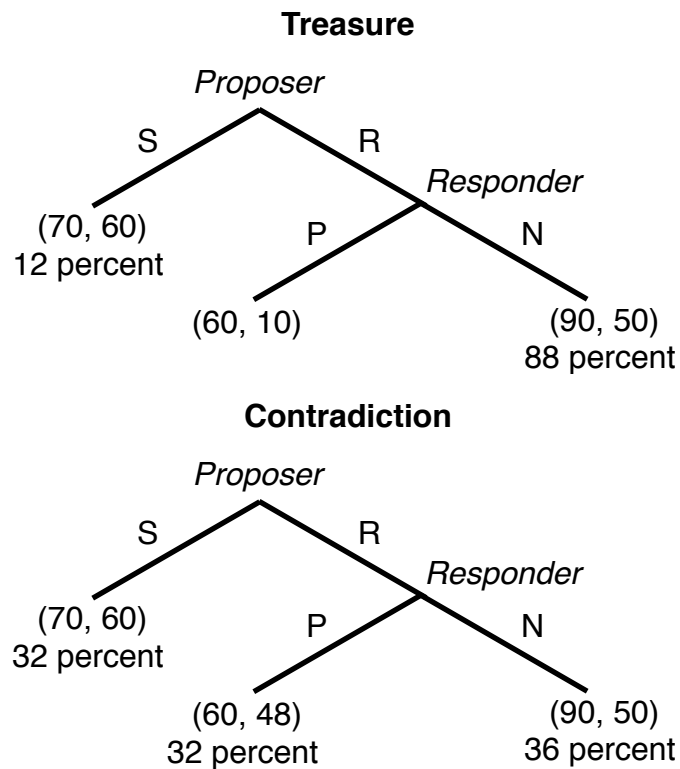 Treasure
Proposer
S
R
Responder
(70, 60)
12 percent
P
N
(60, 10)
(90, 50)
88 percent
Contradiction
Proposer
S
R
Responder
(70, 60)
32 percent
P
N
(60, 48)
32 percent
(90, 50)
36 percent